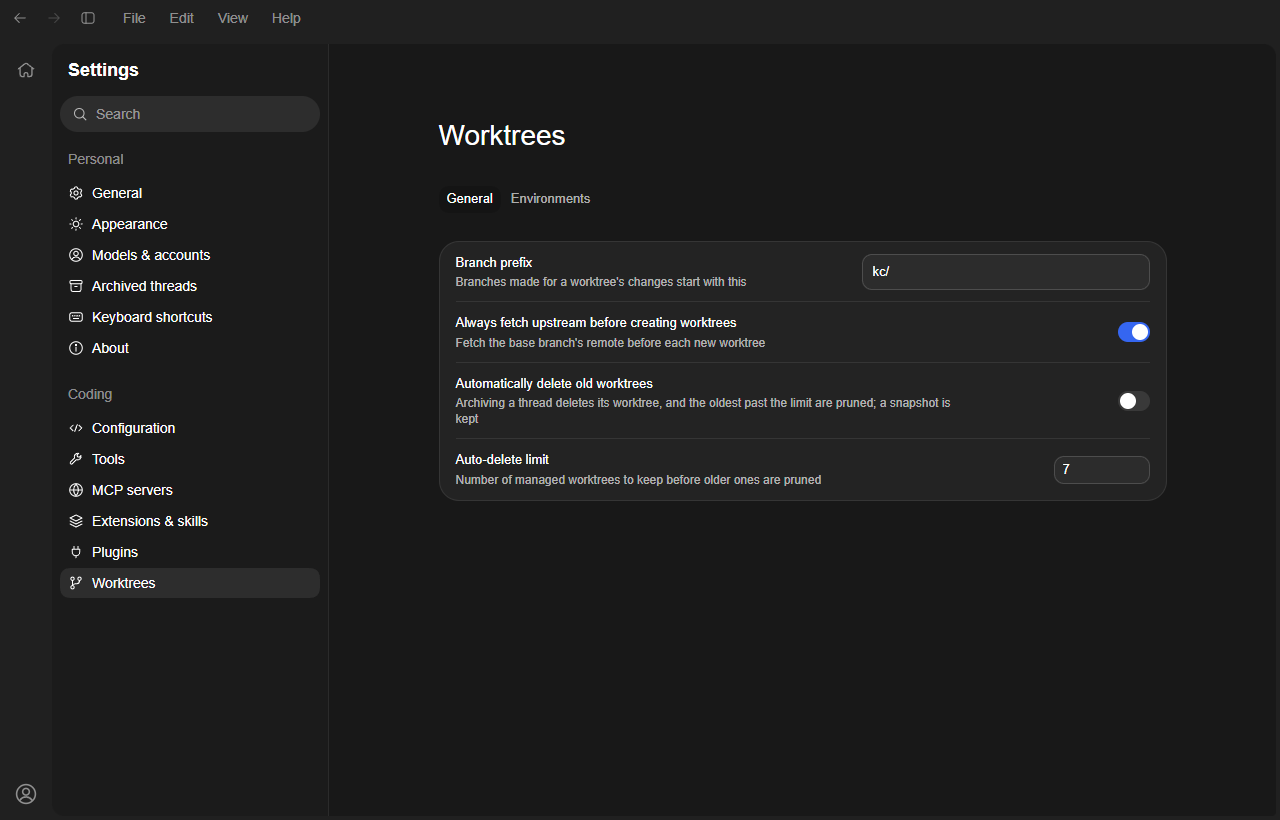 File Edit View Help
Settings
Search
Personal
General
Appearance
Models & accounts
Archived threads
Keyboard shortcuts
About
Coding
Configuration
Tools
MCP servers
Extensions & skills
Plugins
Worktrees
Worktrees
General Environments
Branch prefix
Branches made for a worktree's changes start with this
kc/
Always fetch upstream before creating worktrees
Fetch the base branch's remote before each new worktree
Automatically delete old worktrees
Archiving a thread deletes its worktree, and the oldest past the limit are pruned; a snapshot is
kept
Auto-delete limit
Number of managed worktrees to keep before older ones are pruned
7